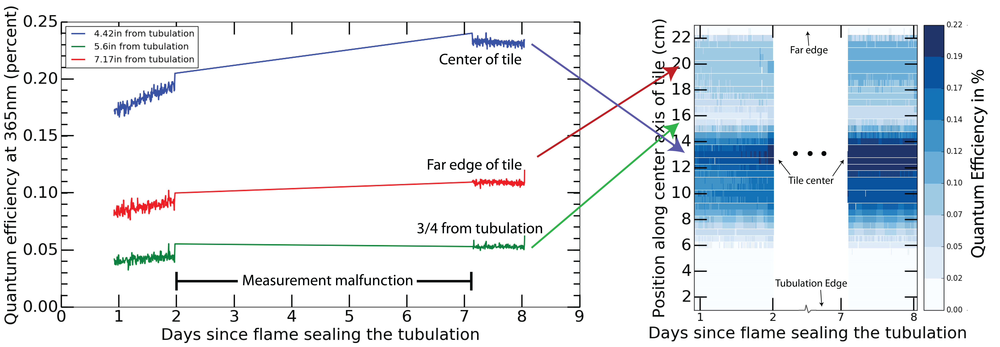 Quantum efficiency at 365nm (percent)
0.25
0.20
0.15
0.10
0.05
0.00
4.42in from tubulation
5.6in from tubulation
7.17in from tubulation
Center of tile
Far edge of tile
3/4 from tubulation
Measurement malfunction
0 1 2 3 4 5 6 7 8 9
Days since flame sealing the tubulation
Position along center axis of tile (cm)
22
20
18
16
14
12
10
8
6
4
2
Far edge
Tile center
Tubulation Edge
1 2 7 8
Days since flame sealing the tubulation
0.22
0.19
0.17
0.14
0.12
0.10
0.07
0.05
0.02
0.00
Quantum Efficiency in %